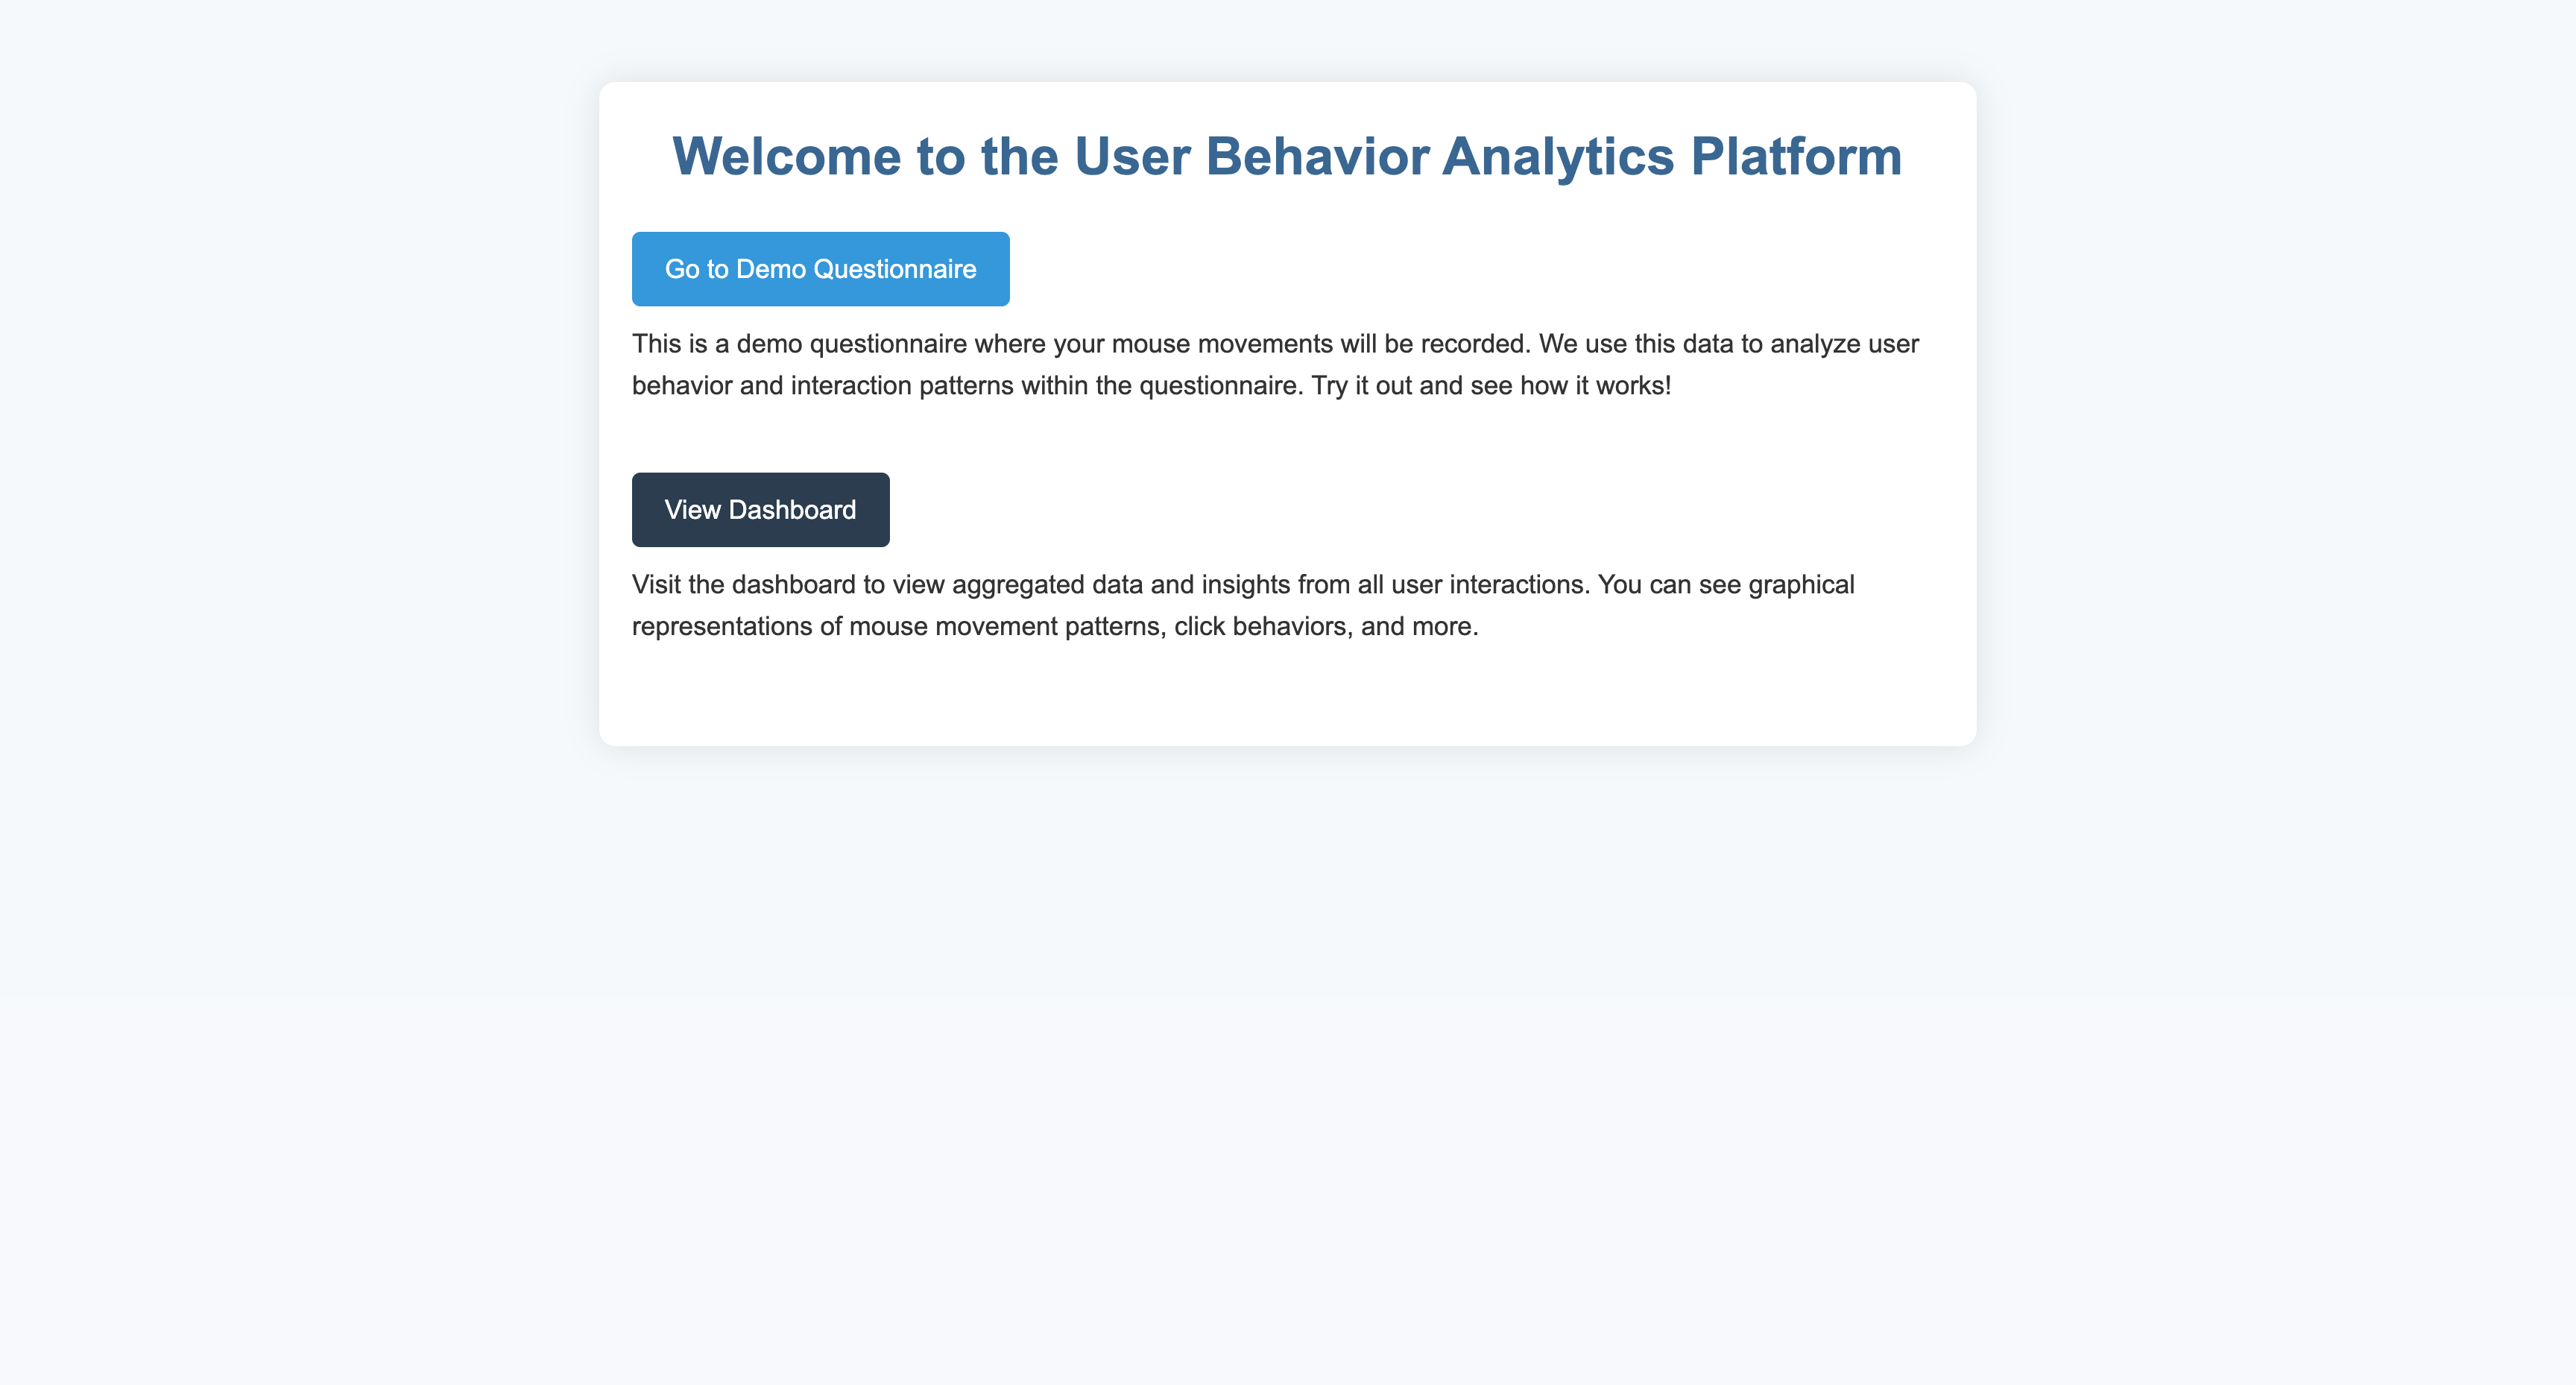 Welcome to the User Behavior Analytics Platform
Go to Demo Questionnaire
This is a demo questionnaire where your mouse movements will be recorded. We use this data to analyze user
behavior and interaction patterns within the questionnaire. Try it out and see how it works!
View Dashboard
Visit the dashboard to view aggregated data and insights from all user interactions. You can see graphical
representations of mouse movement patterns, click behaviors, and more.